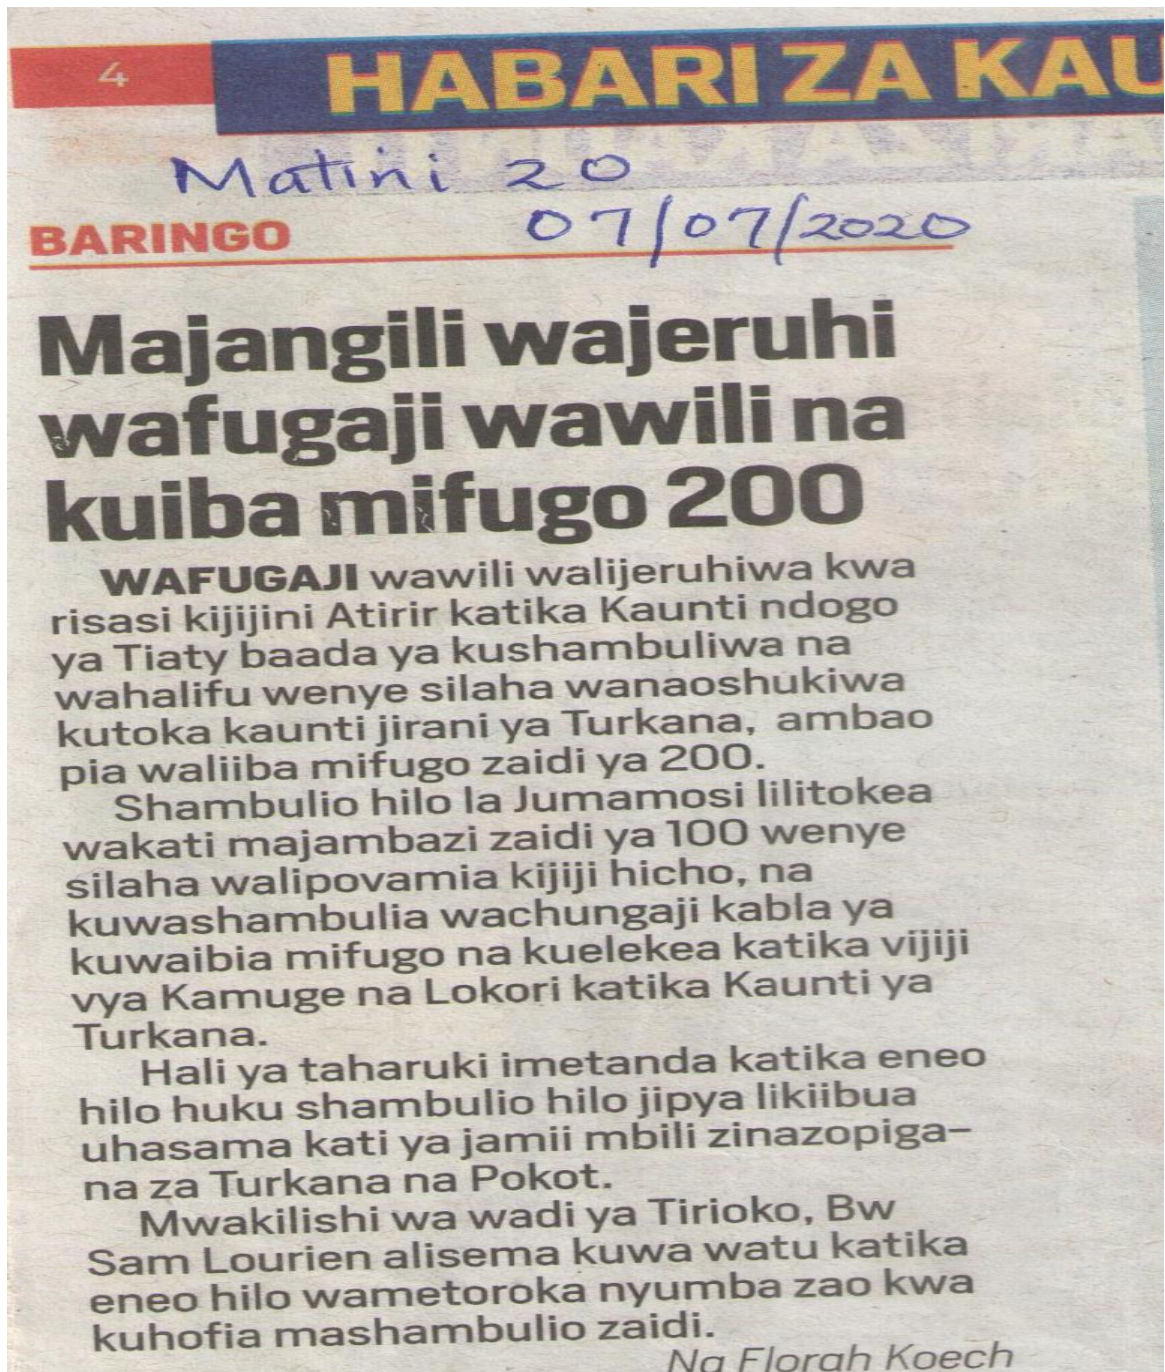 4
HABARI ZA KAU
Matini 20
07/07/2020
BARINGO
Majangili wajeruhi
wafugaji wawili na
kuiba mifugo 200
WAFUGAJI wawili walijeruhiwa kwa
risasi kijijini Atirir katika Kaunti ndogo
ya Tiaty baada ya kushambuliwa na
wahalifu wenye silaha wanaoshukiwa
kutoka kaunti jirani ya Turkana, ambao
pia waliiba mifugo zaidi ya 200.
Shambulio hilo la Jumamosi lilitokea
wakati majambazi zaidi ya 100 wenye
silaha walipovamia kijiji hicho, na
kuwashambulia wachungaji kabla ya
kuwaibia mifugo na kuelekea katika vijiji
vya Kamuge na Lokori katika Kaunti ya
Turkana.
Hali ya taharuki imetanda katika eneo
hilo huku shambulio hilo jipya likiibua
uhasama kati ya jamii mbili zinazopiga-
na za Turkana na Pokot.
Mwakilishi wa wadi ya Tirioko, Bw
Sam Lourien alisema kuwa watu katika
eneo hilo wametoroka nyumba zao kwa
kuhofia mashambulio zaidi.
Na Florah Koech